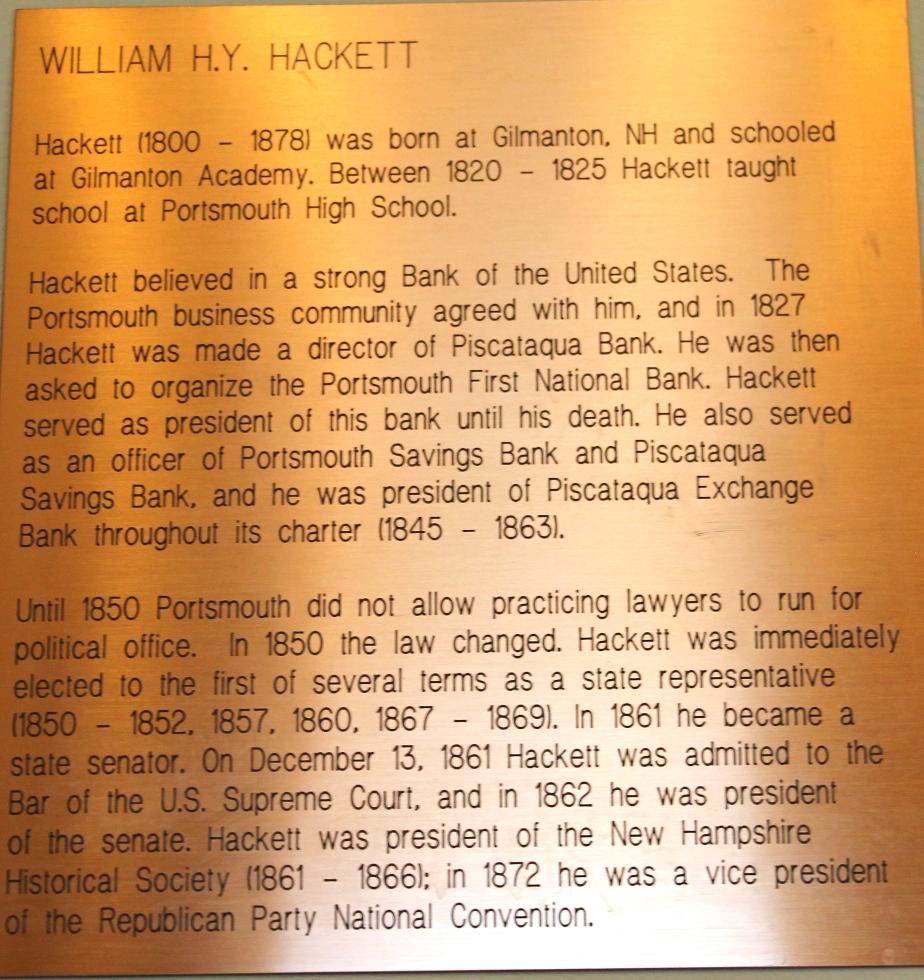 WILLIAM H.Y. HACKETT
Hackett (1800 - 1878) was born at Gilmanton, NH and schooled
at Gilmanton Academy. Between 1820 - 1825 Hackett taught
school at Portsmouth High School.
Hackett believed in a strong Bank of the United States. The
Portsmouth business community agreed with him, and in 1827
Hackett was made a director of Piscataqua Bank. He was then
asked to organize the Portsmouth First National Bank. Hackett
served as president of this bank until his death. He also served
as an officer of Portsmouth Savings Bank and Piscataqua
Savings Bank, and he was president of Piscataqua Exchange
Bank throughout its charter (1845 - 1863).
Until 1850 Portsmouth did not allow practicing lawyers to run for
political office. In 1850 the law changed. Hackett was immediately
elected to the first of several terms as a state representative
(1850 - 1852, 1857, 1860, 1867 - 1869). In 1861 he became a
state senator. On December 13, 1861 Hackett was admitted to the
Bar of the U.S. Supreme Court, and in 1862 he was president
of the senate. Hackett was president of the New Hampshire
Historical Society (1861 - 1866); in 1872 he was a vice president
of the Republican Party National Convention.